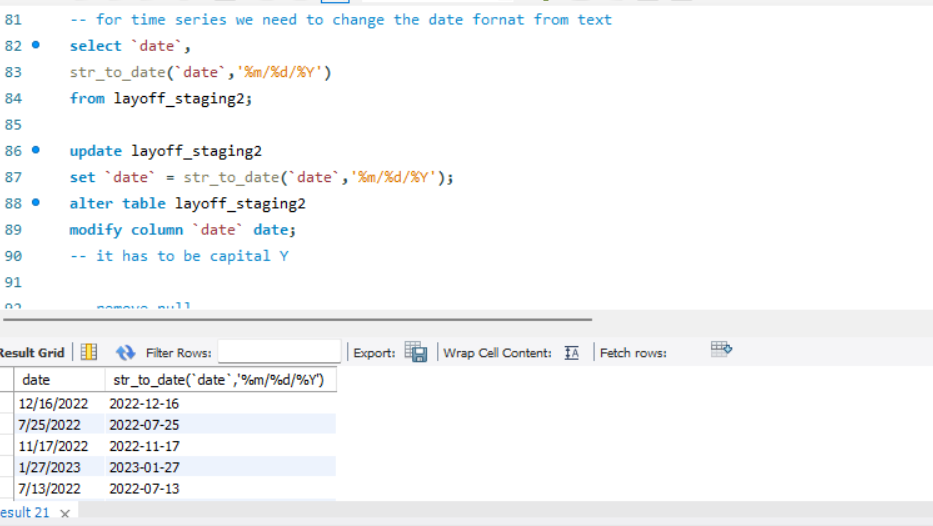 81 -- for time series we need to change the date fornat from text
82 select `date`,
83 str_to_date(`date`,'%m/%d/%Y')
84 from layoff_staging2;
85
86 update layoff_staging2
87 set `date` = str_to_date(`date`,'%m/%d/%Y');
88 alter table layoff_staging2
89 modify column `date` date;
90 -- it has to be capital Y
91
92 -- remove null
Result Grid Filter Rows: Export: Wrap Cell Content: Fetch rows:
date str_to_date(`date`,'%m/%d/%Y')
12/16/2022 2022-12-16
7/25/2022 2022-07-25
11/17/2022 2022-11-17
1/27/2023 2023-01-27
7/13/2022 2022-07-13
esult 21 ×